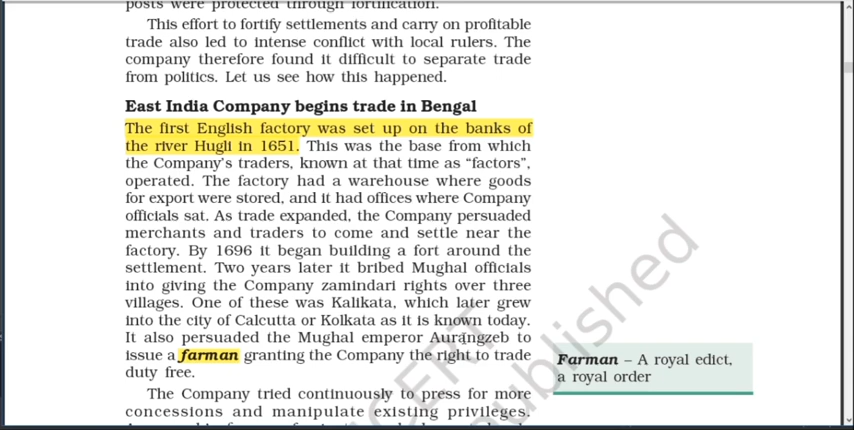 posts were protected through fortification.
This effort to fortify settlements and carry on profitable
trade also led to intense conflict with local rulers. The
company therefore found it difficult to separate trade
from politics. Let us see how this happened.
East India Company begins trade in Bengal
The first English factory was set up on the banks of
the river Hugli in 1651. This was the base from which
the Company's traders, known at that time as “factors”,
operated. The factory had a warehouse where goods
for export were stored, and it had offices where Company
officials sat. As trade expanded, the Company persuaded
merchants and traders to come and settle near the
factory. By 1696 it began building a fort around the
settlement. Two years later it bribed Mughal officials
into giving the Company zamindari rights over three
villages. One of these was Kalikata, which later grew
into the city of Calcutta or Kolkata as it is known today.
It also persuaded the Mughal emperor Aurangzeb to
issue a farman granting the Company the right to trade
duty free.
The Company tried continuously to press for more
concessions and manipulate existing privileges.
Farman – A royal edict,
a royal order